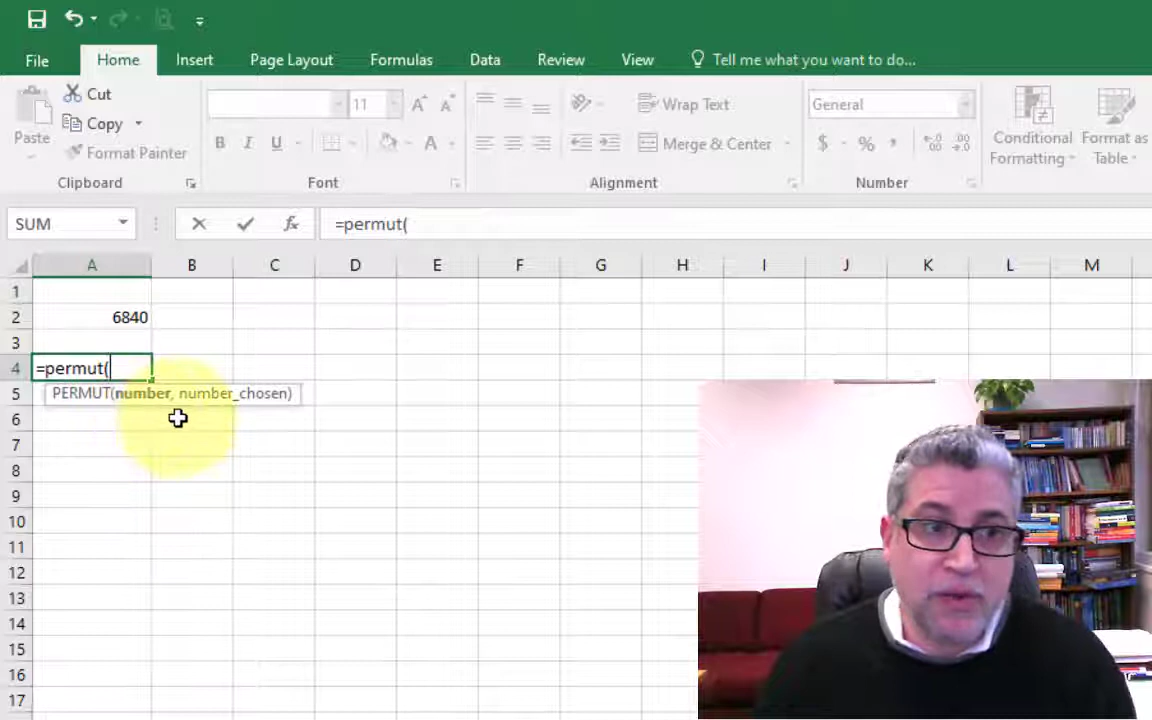 File Home Insert Page Layout Formulas Data Review View Tell me what you want to do...
Cut
Copy
Format Painter
Paste
11
B I U A
Wrap Text
Merge & Center
General
$ % ,
Conditional Formatting
Format as Table
Clipboard Font Alignment Number
SUM fx =permut(
A B C D E F G H I J K L M
1
2 6840
3
4 =permut(
5 PERMUT(number, number_chosen)
6
7
8
9
10
11
12
13
14
15
16
17